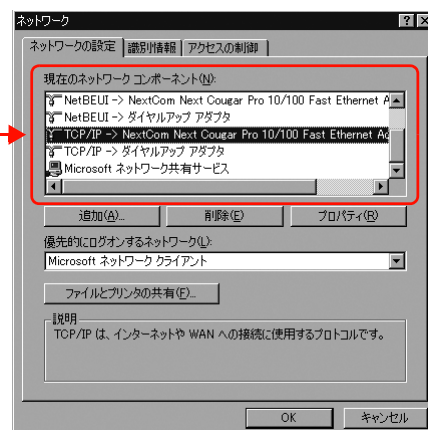 ネットワーク
ネットワークの設定 識別情報 アクセスの制御
現在のネットワーク コンポーネント(N):
NetBEUI -> NextCom Next Cougar Pro 10/100 Fast Ethernet A
NetBEUI -> ダイヤルアップ アダプタ
TCP/IP -> NextCom Next Cougar Pro 10/100 Fast Ethernet Ac
TCP/IP -> ダイヤルアップ アダプタ
Microsoft ネットワーク共有サービス
追加(A)... 削除(E) プロパティ(R)
優先的にログオンするネットワーク(L):
Microsoft ネットワーク クライアント
ファイルとプリンタの共有(F)...
説明
TCP/IP は、インターネットや WAN への接続に使用するプロトコルです。
OK キャンセル